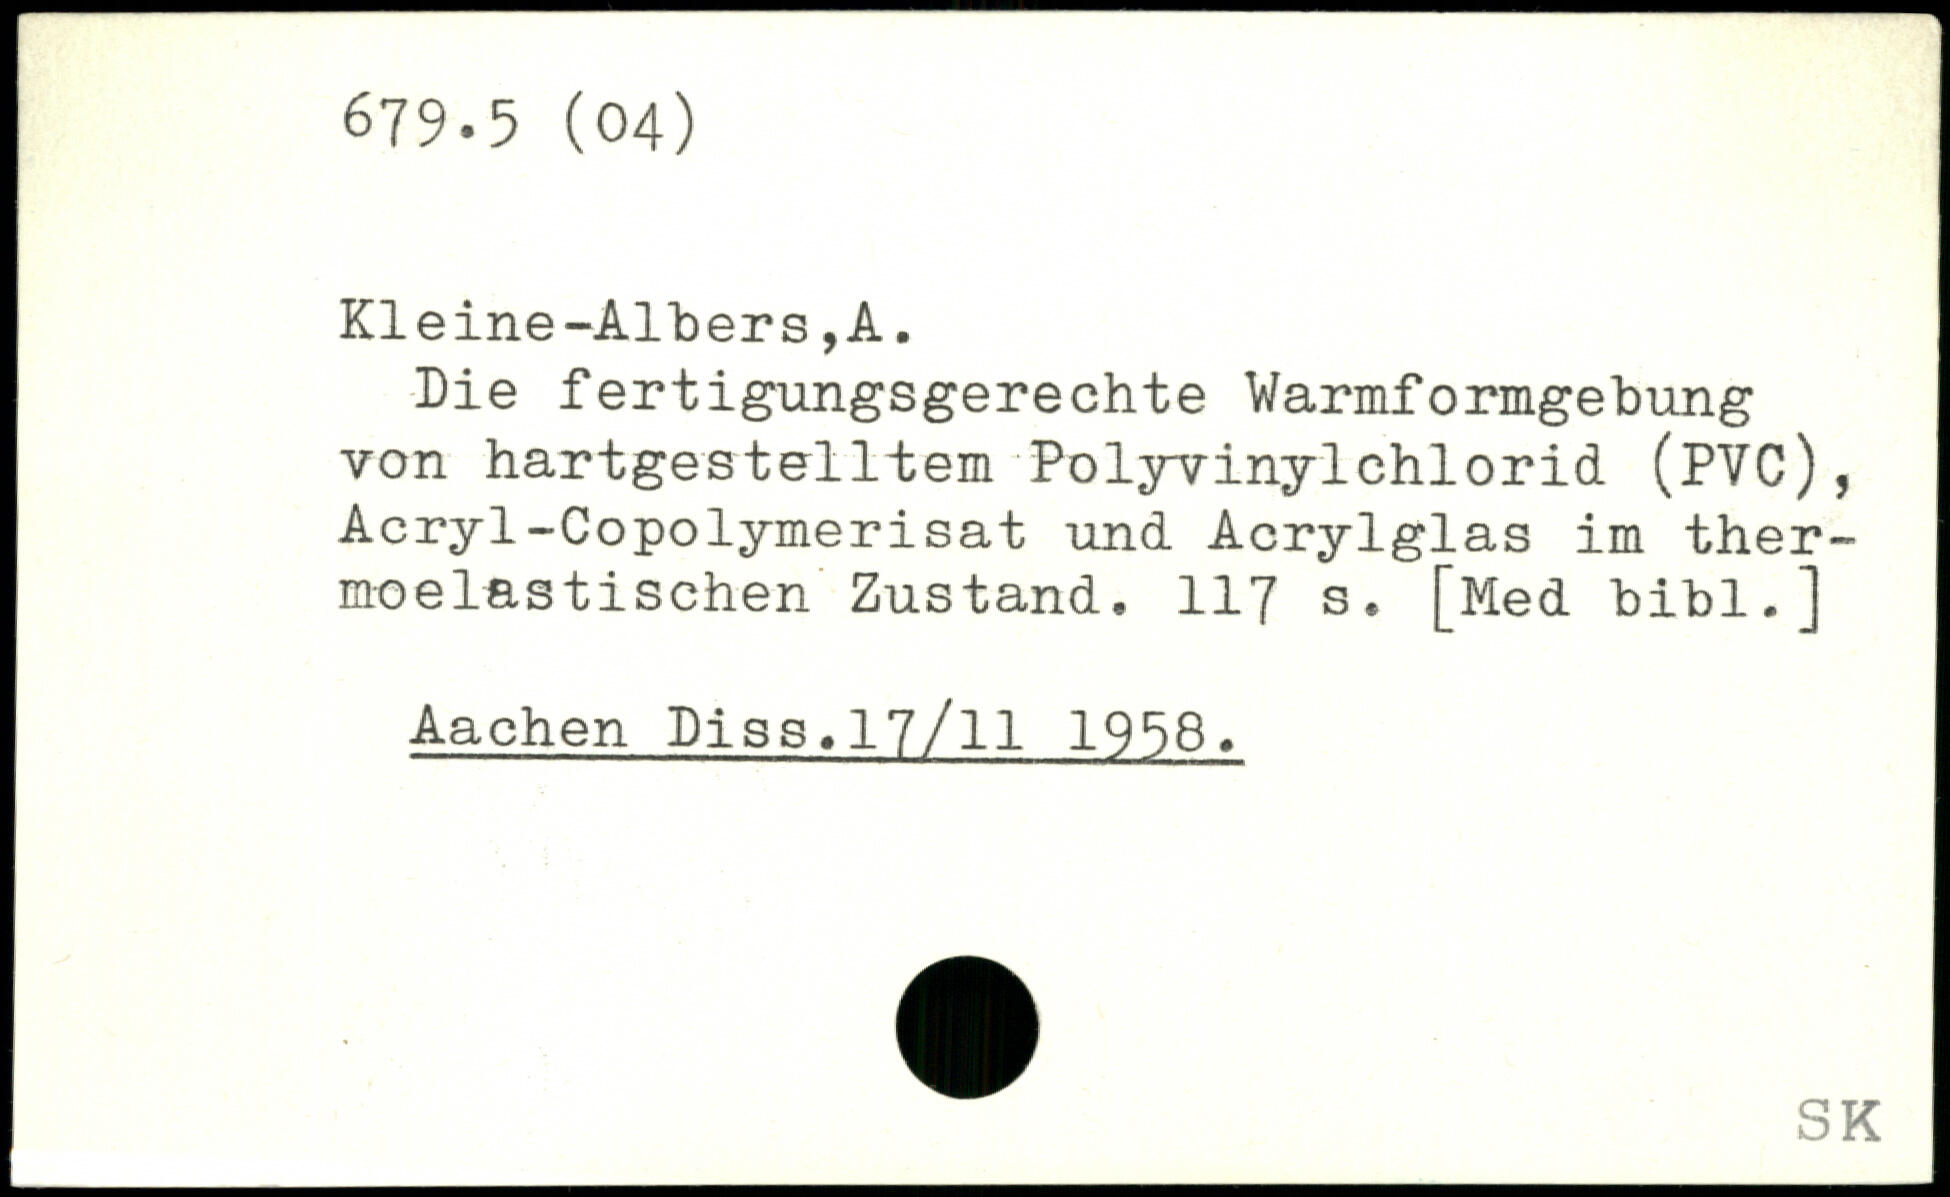 679.5 (04)
Kleine-Albers,A.
Die fertigungsgerechte Warmformgebung
von hartgestelltem Polyvinylchlorid (PVC),
Acryl-Copolymerisat und Acrylglas im ther-
moelastischen Zustand. 117 s. [Med bibl.]
Aachen Diss.17/11 1958.
SK